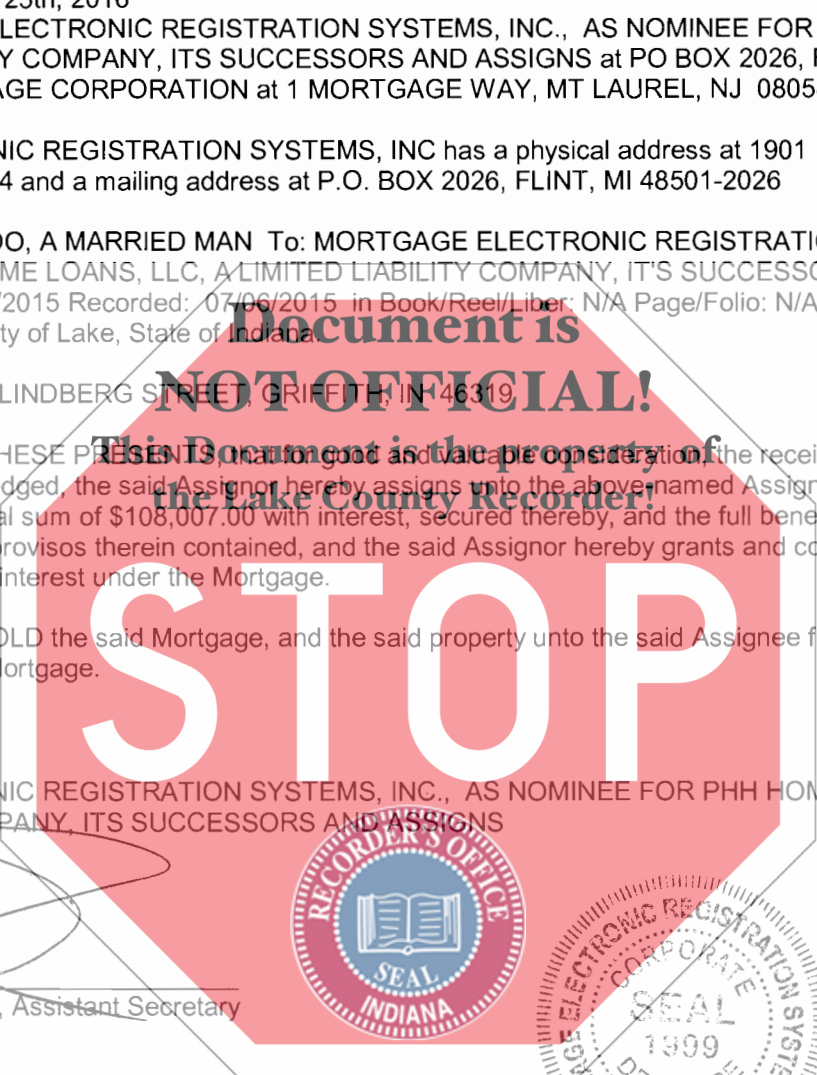 25th, 2016
LECTRONIC REGISTRATION SYSTEMS, INC., AS NOMINEE FOR
Y COMPANY, ITS SUCCESSORS AND ASSIGNS at PO BOX 2026, F
AGE CORPORATION at 1 MORTGAGE WAY, MT LAUREL, NJ 0805
NIC REGISTRATION SYSTEMS, INC has a physical address at 1901
4 and a mailing address at P.O. BOX 2026, FLINT, MI 48501-2026
DO, A MARRIED MAN To: MORTGAGE ELECTRONIC REGISTRATIO
ME LOANS, LLC, A LIMITED LIABILITY COMPANY, IT'S SUCCESSO
/2015 Recorded: 07/06/2015 in Book/Reel/Liber: N/A Page/Folio: N/A
ty of Lake, State of Indiana.
Document is
LINDBERG STREET, GRIFFITH, IN 46319
NOT OFFICIAL!
HESE PRESENTS, that for good and valuable consideration, the recei
This Document is the property of
dged, the said Assignor hereby assigns unto the above-named Assign
the Lake County Recorder!
al sum of $108,007.00 with interest, secured thereby, and the full bene
rovisos therein contained, and the said Assignor hereby grants and co
interest under the Mortgage.
STOP
OLD the said Mortgage, and the said property unto the said Assignee f
lortgage.
NIC REGISTRATION SYSTEMS, INC., AS NOMINEE FOR PHH HOM
PANY, ITS SUCCESSORS AND ASSIGNS
RECORDER'S OFFICE
SEAL
INDIANA
, Assistant Secretary
GE ELECTRONIC REGISTRATION SYSTE
CORPORATE
SEAL
1999